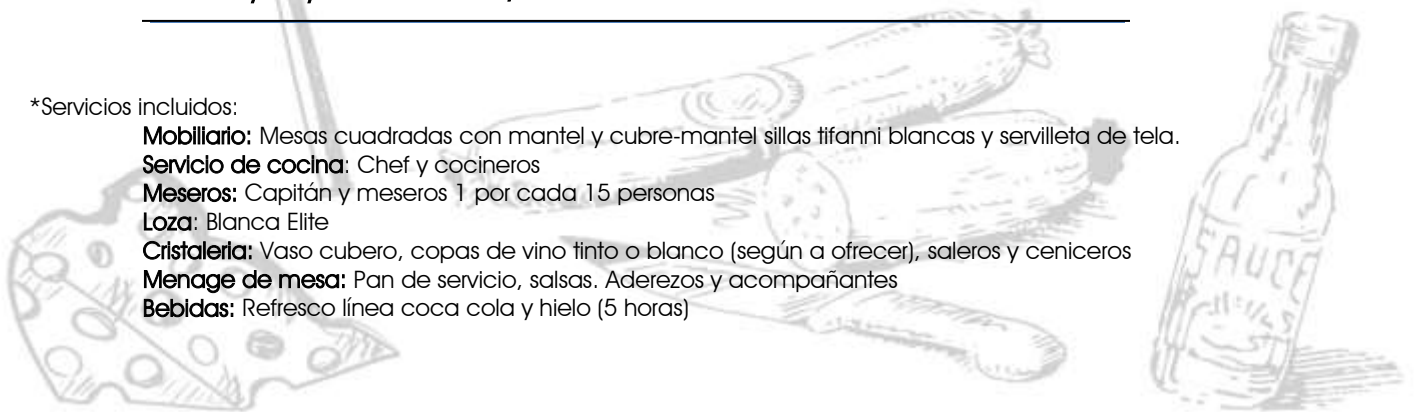 *Servicios incluidos:
Mobiliario: Mesas cuadradas con mantel y cubre-mantel sillas tifanni blancas y servilleta de tela.
Servicio de cocina: Chef y cocineros
Meseros: Capitán y meseros 1 por cada 15 personas
Loza: Blanca Elite
Cristaleria: Vaso cubero, copas de vino tinto o blanco (según a ofrecer), saleros y ceniceros
Menage de mesa: Pan de servicio, salsas. Aderezos y acompañantes
Bebidas: Refresco línea coca cola y hielo (5 horas)
SAUCE